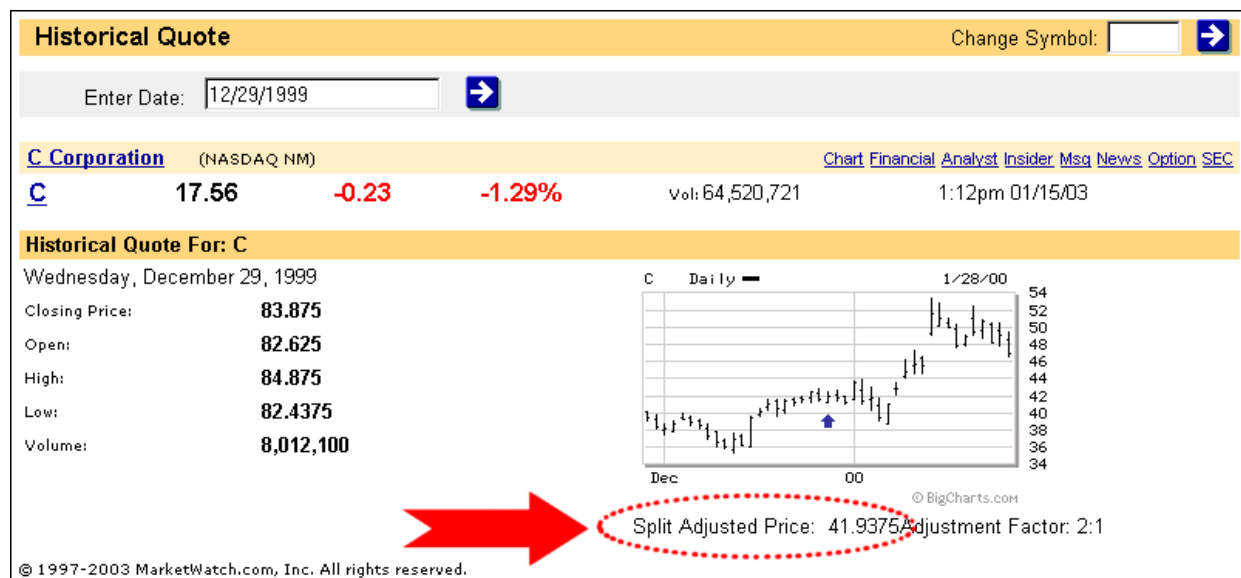 Historical Quote Change Symbol:
Enter Date: 12/29/1999
C Corporation (NASDAQ NM) Chart Financial Analyst Insider Msg News Option SEC
C 17.56 -0.23 -1.29% Vol: 64,520,721 1:12pm 01/15/03
Historical Quote For: C
Wednesday, December 29, 1999
Closing Price: 83.875
Open: 82.625
High: 84.875
Low: 82.4375
Volume: 8,012,100
C Daily 1/28/00
54
52
50
48
46
44
42
40
38
36
34
Dec 00
© BigCharts.com
Split Adjusted Price: 41.9375 Adjustment Factor: 2:1
© 1997-2003 MarketWatch.com, Inc. All rights reserved.